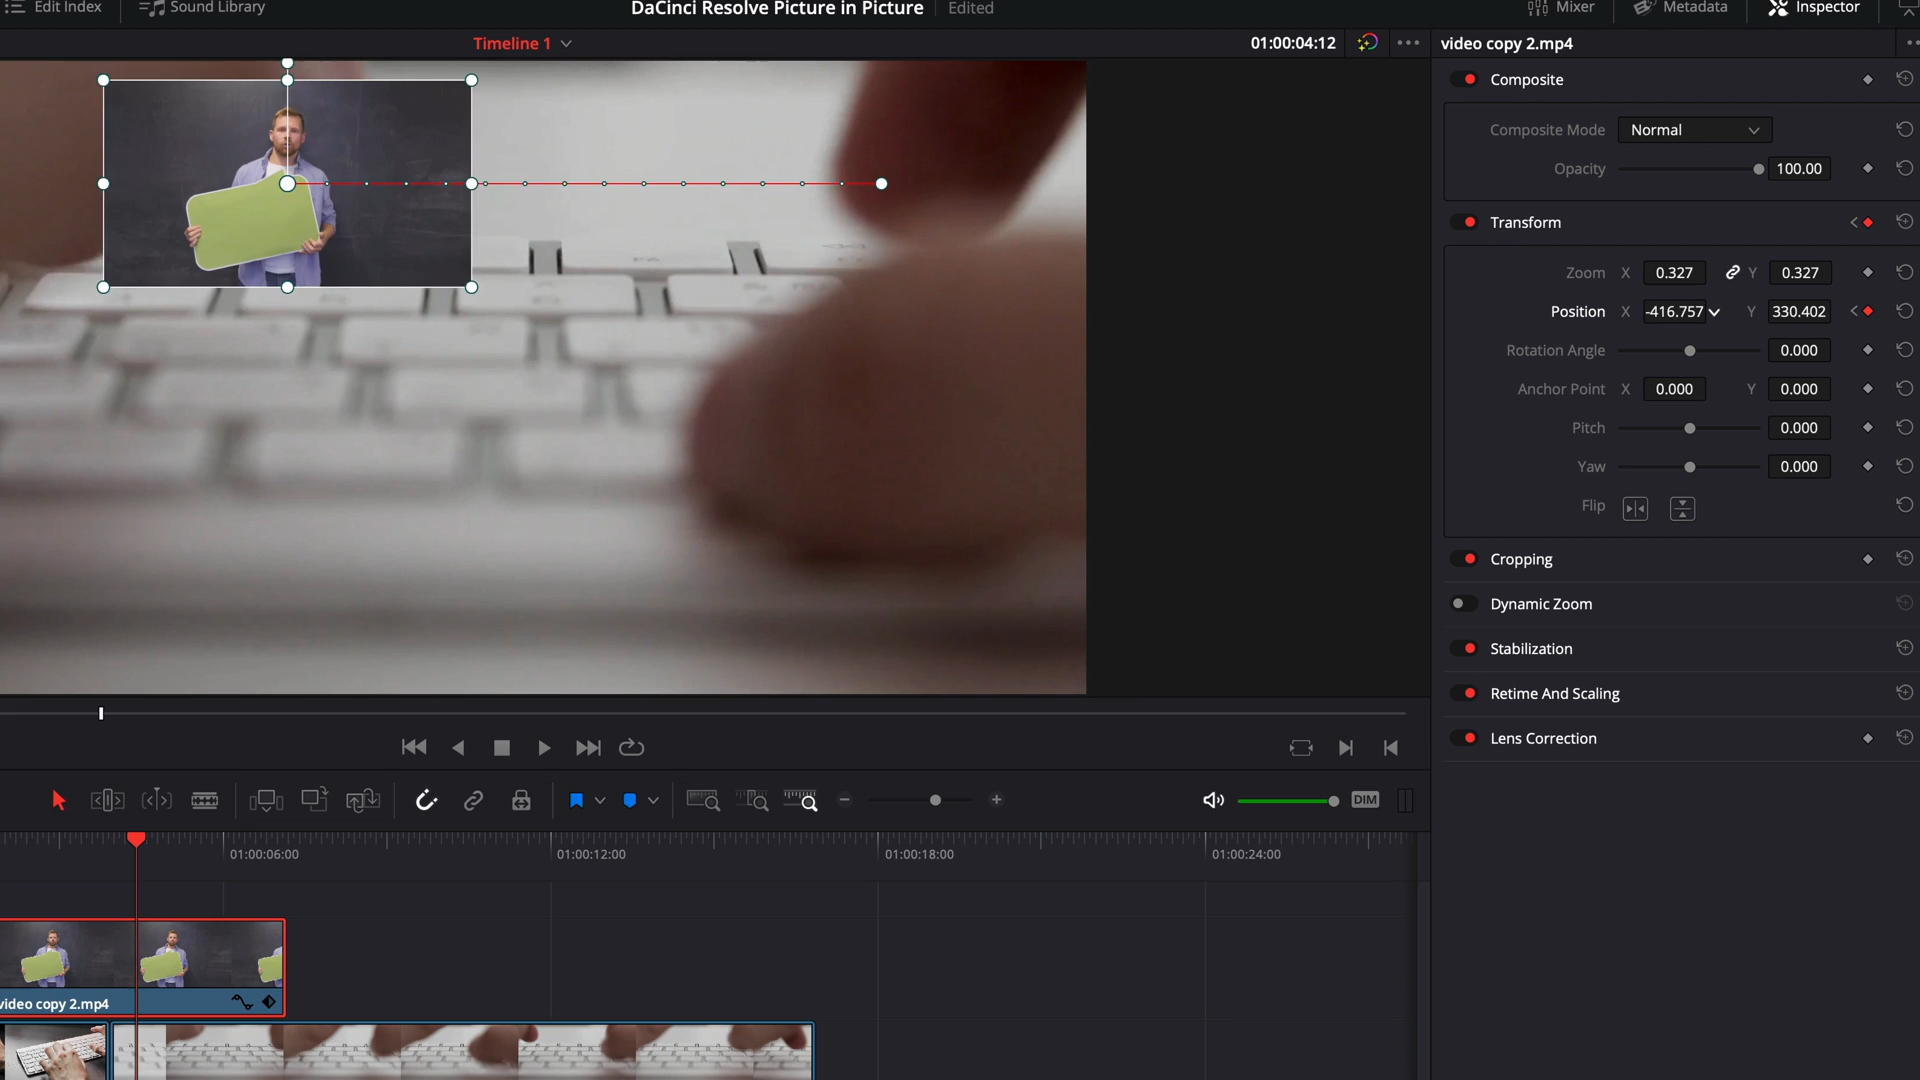 Edit Index
Sound Library
DaCinci Resolve Picture in Picture
Edited
Mixer
Metadata
Inspector
Timeline 1
01:00:04:12
video copy 2.mp4
Composite
Composite Mode
Normal
Opacity
100.00
Transform
Zoom X 0.327 Y 0.327
Position X -416.757 Y 330.402
Rotation Angle 0.000
Anchor Point X 0.000 Y 0.000
Pitch 0.000
Yaw 0.000
Flip
Cropping
Dynamic Zoom
Stabilization
Retime And Scaling
Lens Correction
DIM
01:00:06:00
01:00:12:00
01:00:18:00
01:00:24:00
video copy 2.mp4